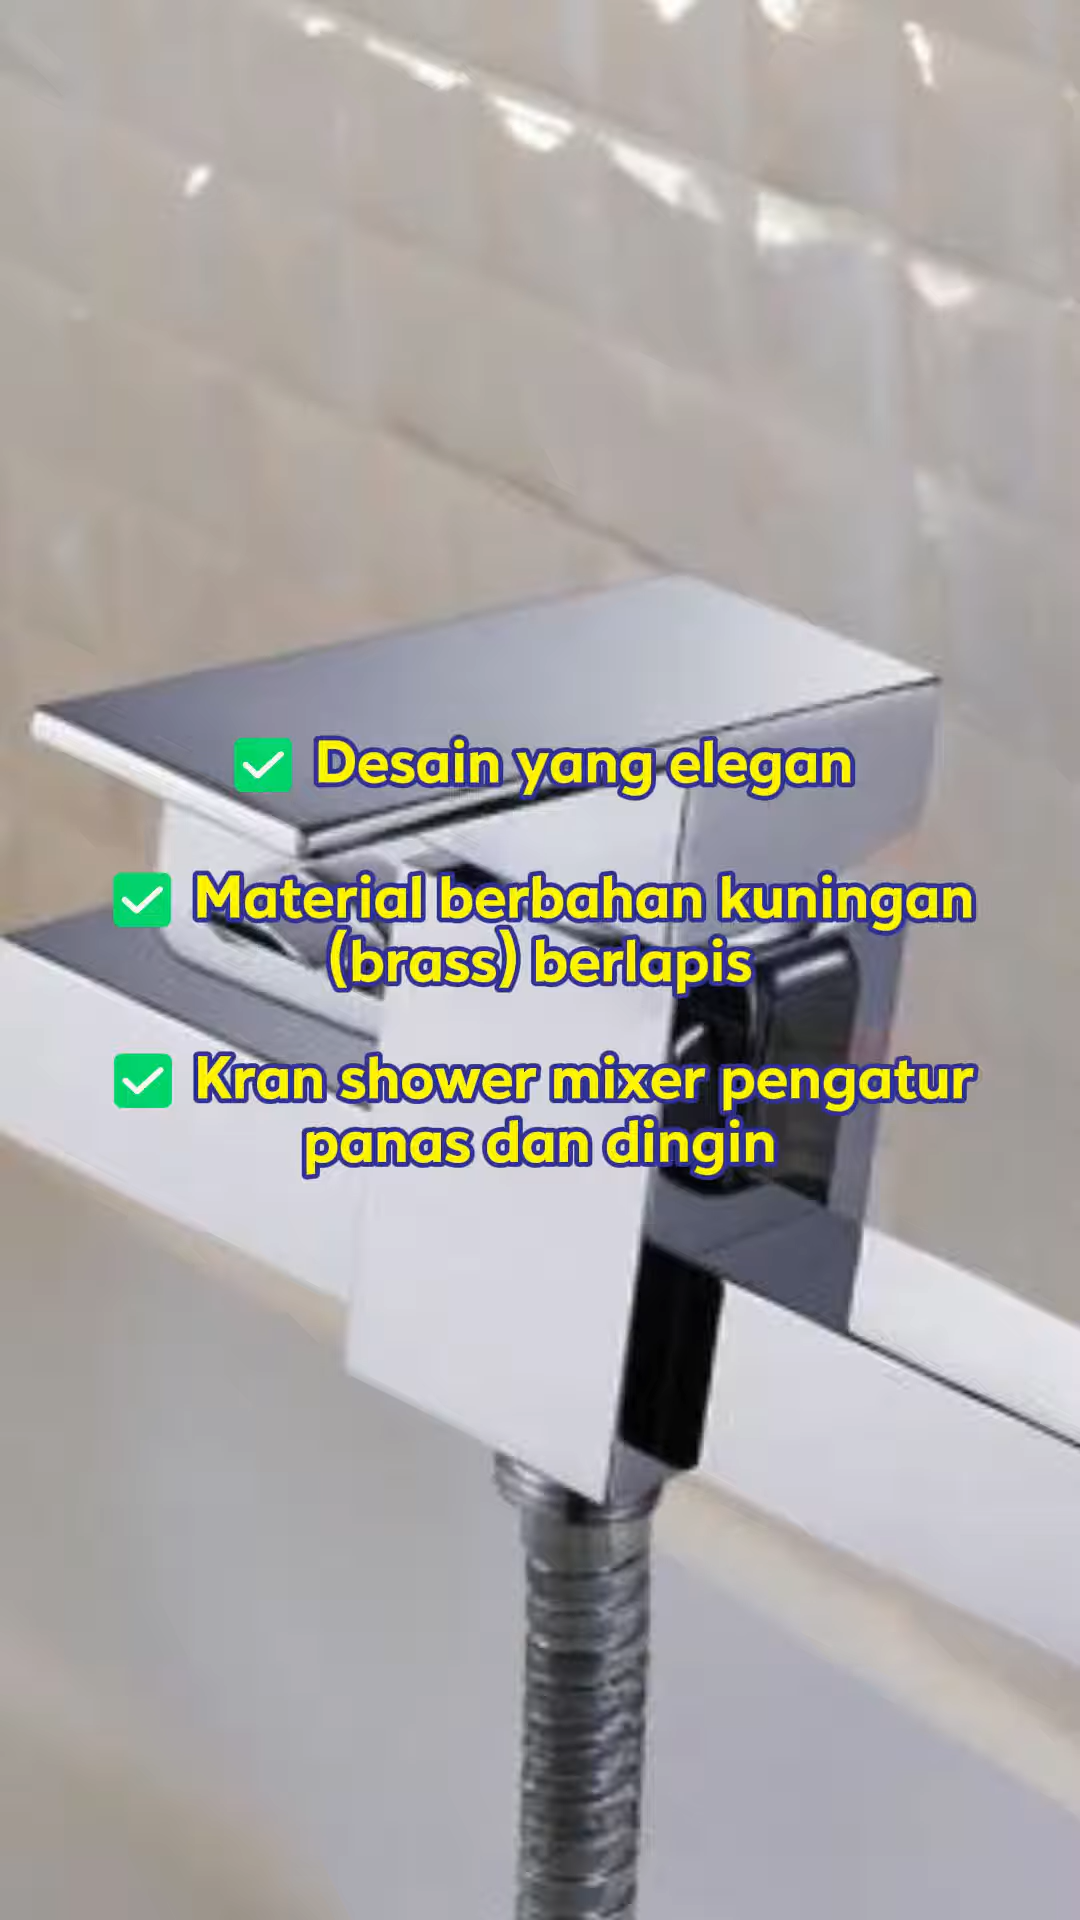 ✅ Desain yang elegan
✅ Material berbahan kuningan
(brass) berlapis
✅ Kran shower mixer pengatur
panas dan dingin